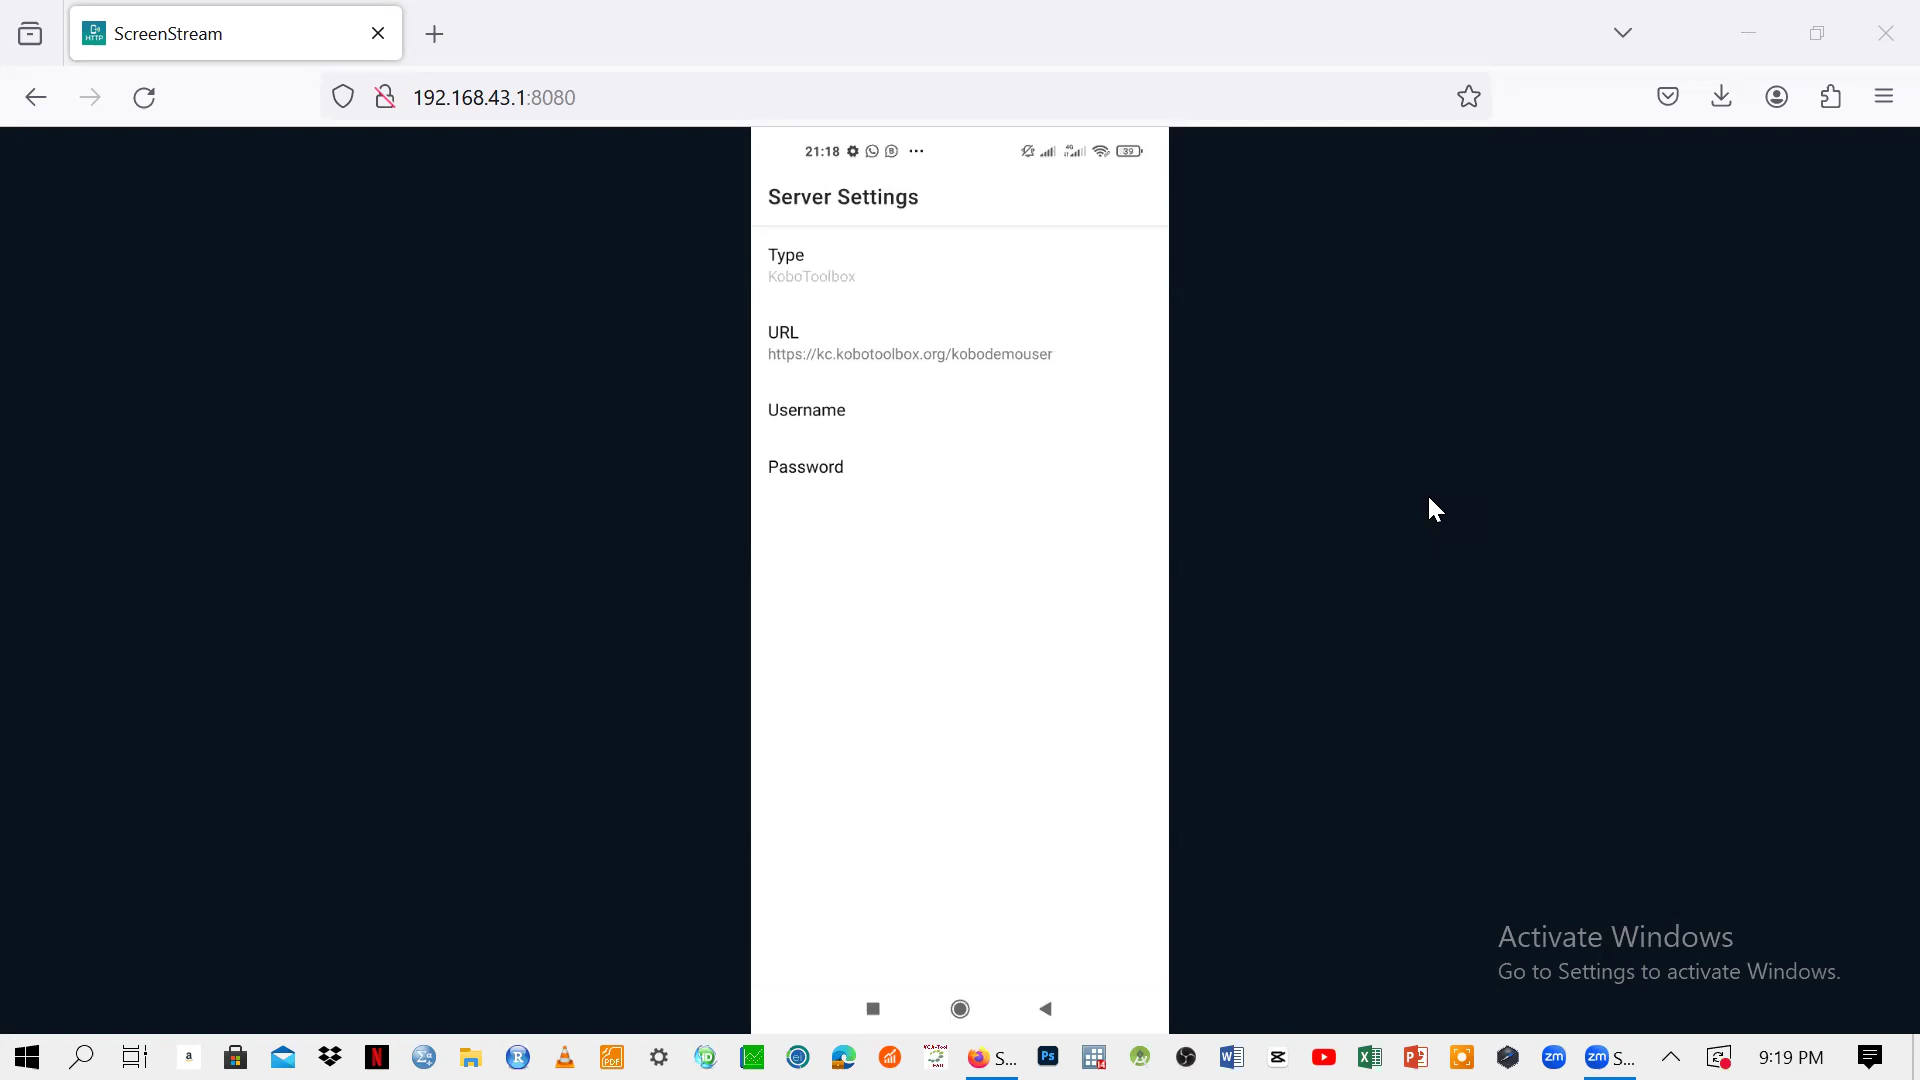 ScreenStream
192.168.43.1:8080
21:18
39
Server Settings
Type
KoboToolbox
URL
https://kc.kobotoolbox.org/kobodemouser
Username
Password
Activate Windows
Go to Settings to activate Windows.
S...
S...
9:19 PM